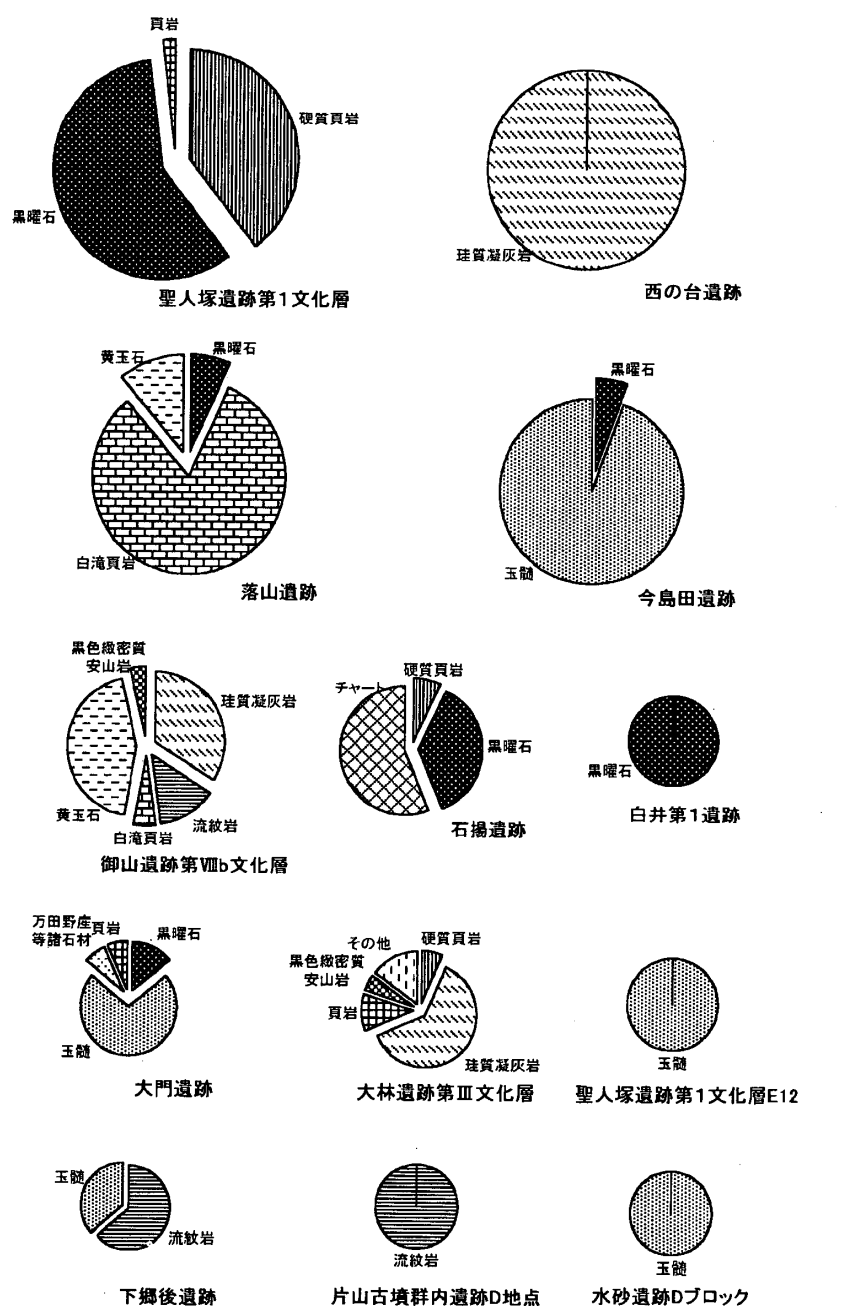 頁岩
硬質頁岩
黒曜石
聖人塚遺跡第1文化層
珪質凝灰岩
西の台遺跡
黄玉石
黒曜石
白滝頁岩
落山遺跡
黒曜石
玉髄
今島田遺跡
黒色緻密質
安山岩
珪質凝灰岩
黄玉石
流紋岩
白滝頁岩
御山遺跡第Ⅷb文化層
硬質頁岩
チャート
黒曜石
石揚遺跡
黒曜石
白井第1遺跡
万田野産
等諸石材
頁岩
黒曜石
玉髄
大門遺跡
その他
硬質頁岩
黒色緻密質
安山岩
頁岩
珪質凝灰岩
大林遺跡第Ⅲ文化層
玉髄
聖人塚遺跡第1文化層E12
玉髄
流紋岩
下郷後遺跡
流紋岩
片山古墳群内遺跡D地点
玉髄
水砂遺跡Dブロック